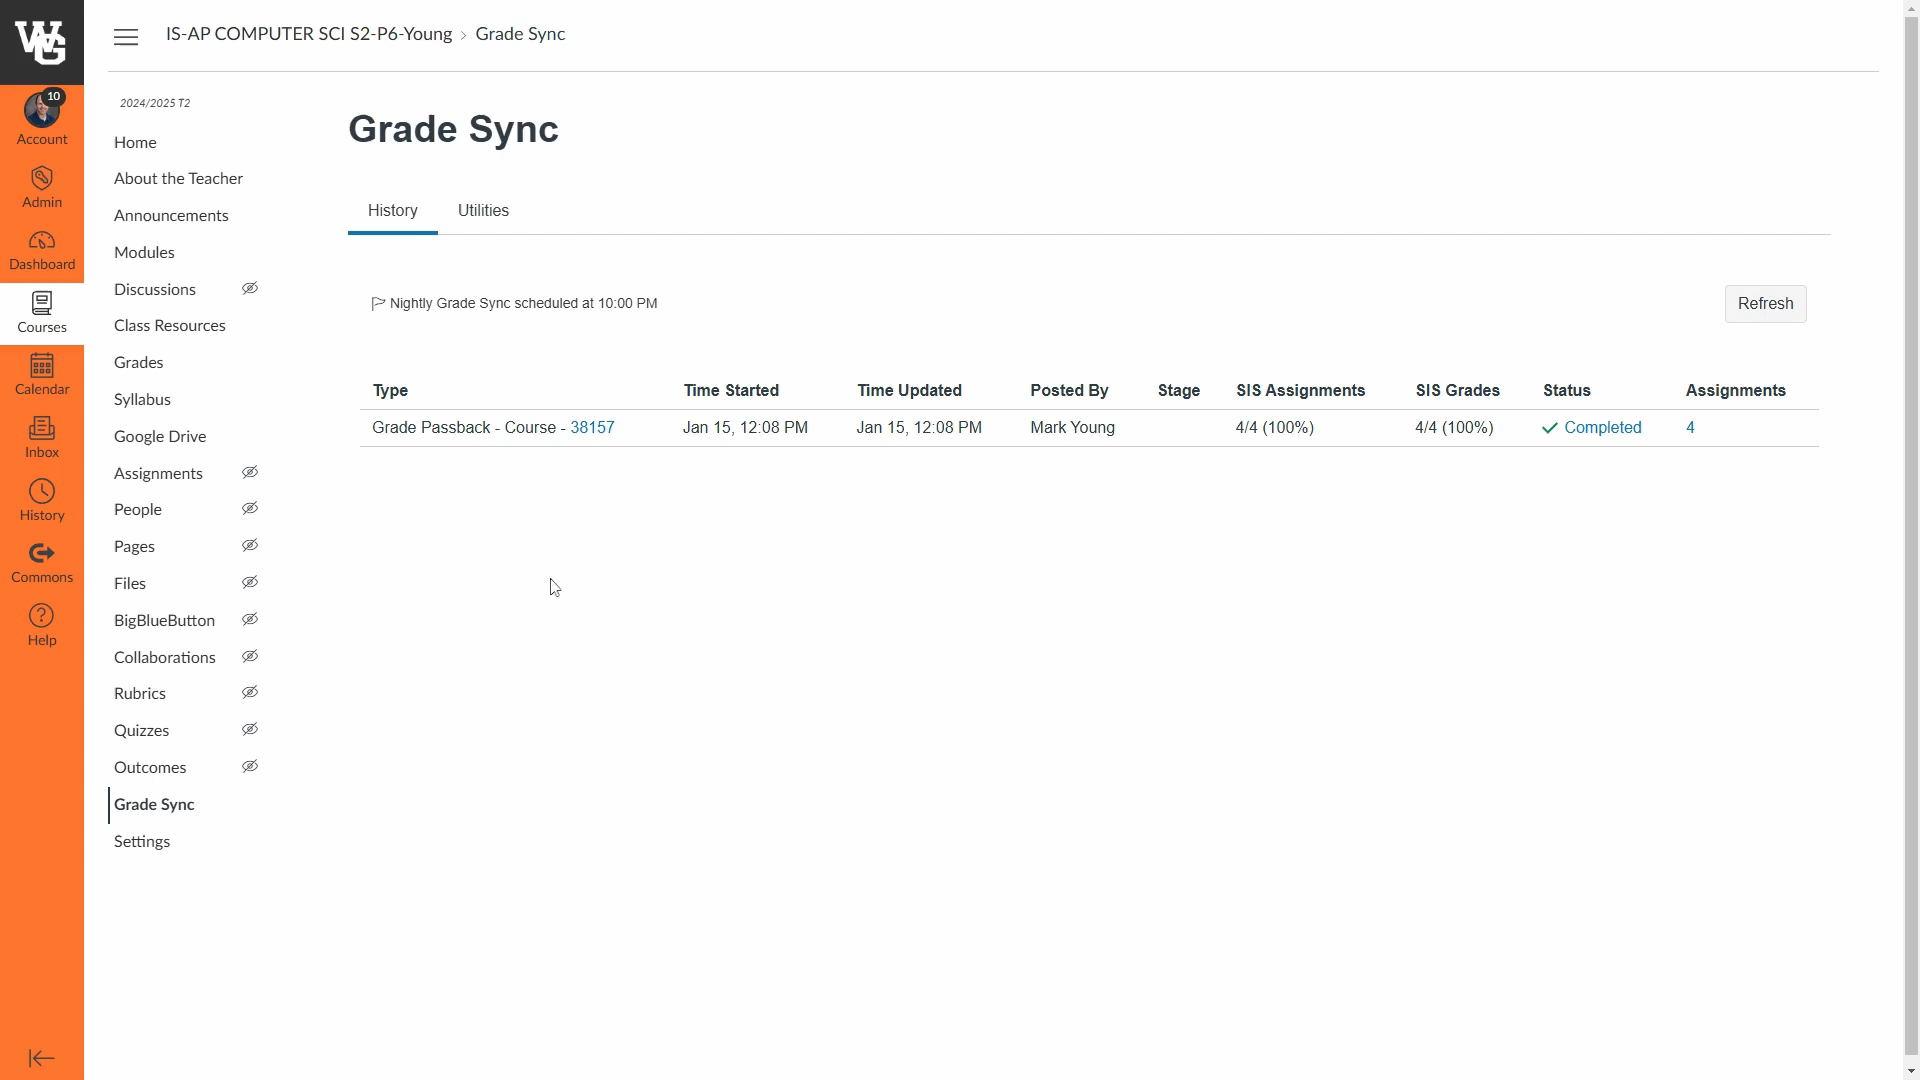 WG
IS-AP COMPUTER SCI S2-P6-Young › Grade Sync
10
Account
Admin
Dashboard
Courses
Calendar
Inbox
History
Commons
Help
2024/2025 T2
Home
About the Teacher
Announcements
Modules
Discussions
Class Resources
Grades
Syllabus
Google Drive
Assignments
People
Pages
Files
BigBlueButton
Collaborations
Rubrics
Quizzes
Outcomes
Grade Sync
Settings
Grade Sync
History Utilities
Nightly Grade Sync scheduled at 10:00 PM
Refresh
Type Time Started Time Updated Posted By Stage SIS Assignments SIS Grades Status Assignments
Grade Passback - Course - 38157 Jan 15, 12:08 PM Jan 15, 12:08 PM Mark Young 4/4 (100%) 4/4 (100%) Completed 4